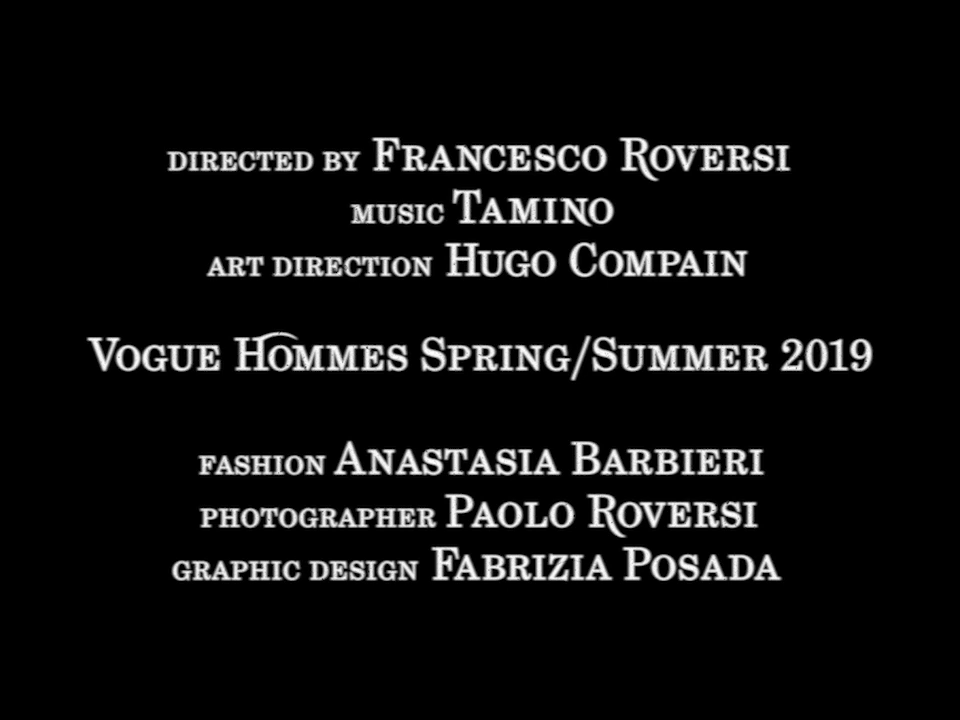 DIRECTED BY FRANCESCO ROVERSI
MUSIC TAMINO
ART DIRECTION HUGO COMPAIN
VOGUE HOMMES SPRING/SUMMER 2019
FASHION ANASTASIA BARBIERI
PHOTOGRAPHER PAOLO ROVERSI
GRAPHIC DESIGN FABRIZIA POSADA